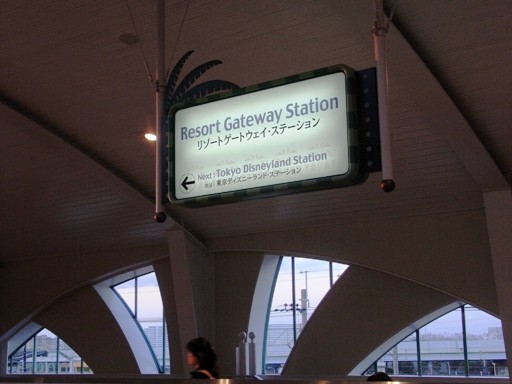 Resort Gateway Station
リゾートゲートウェイ・ステーション
Next : Tokyo Disneyland Station
次は : 東京ディズニーランド・ステーション